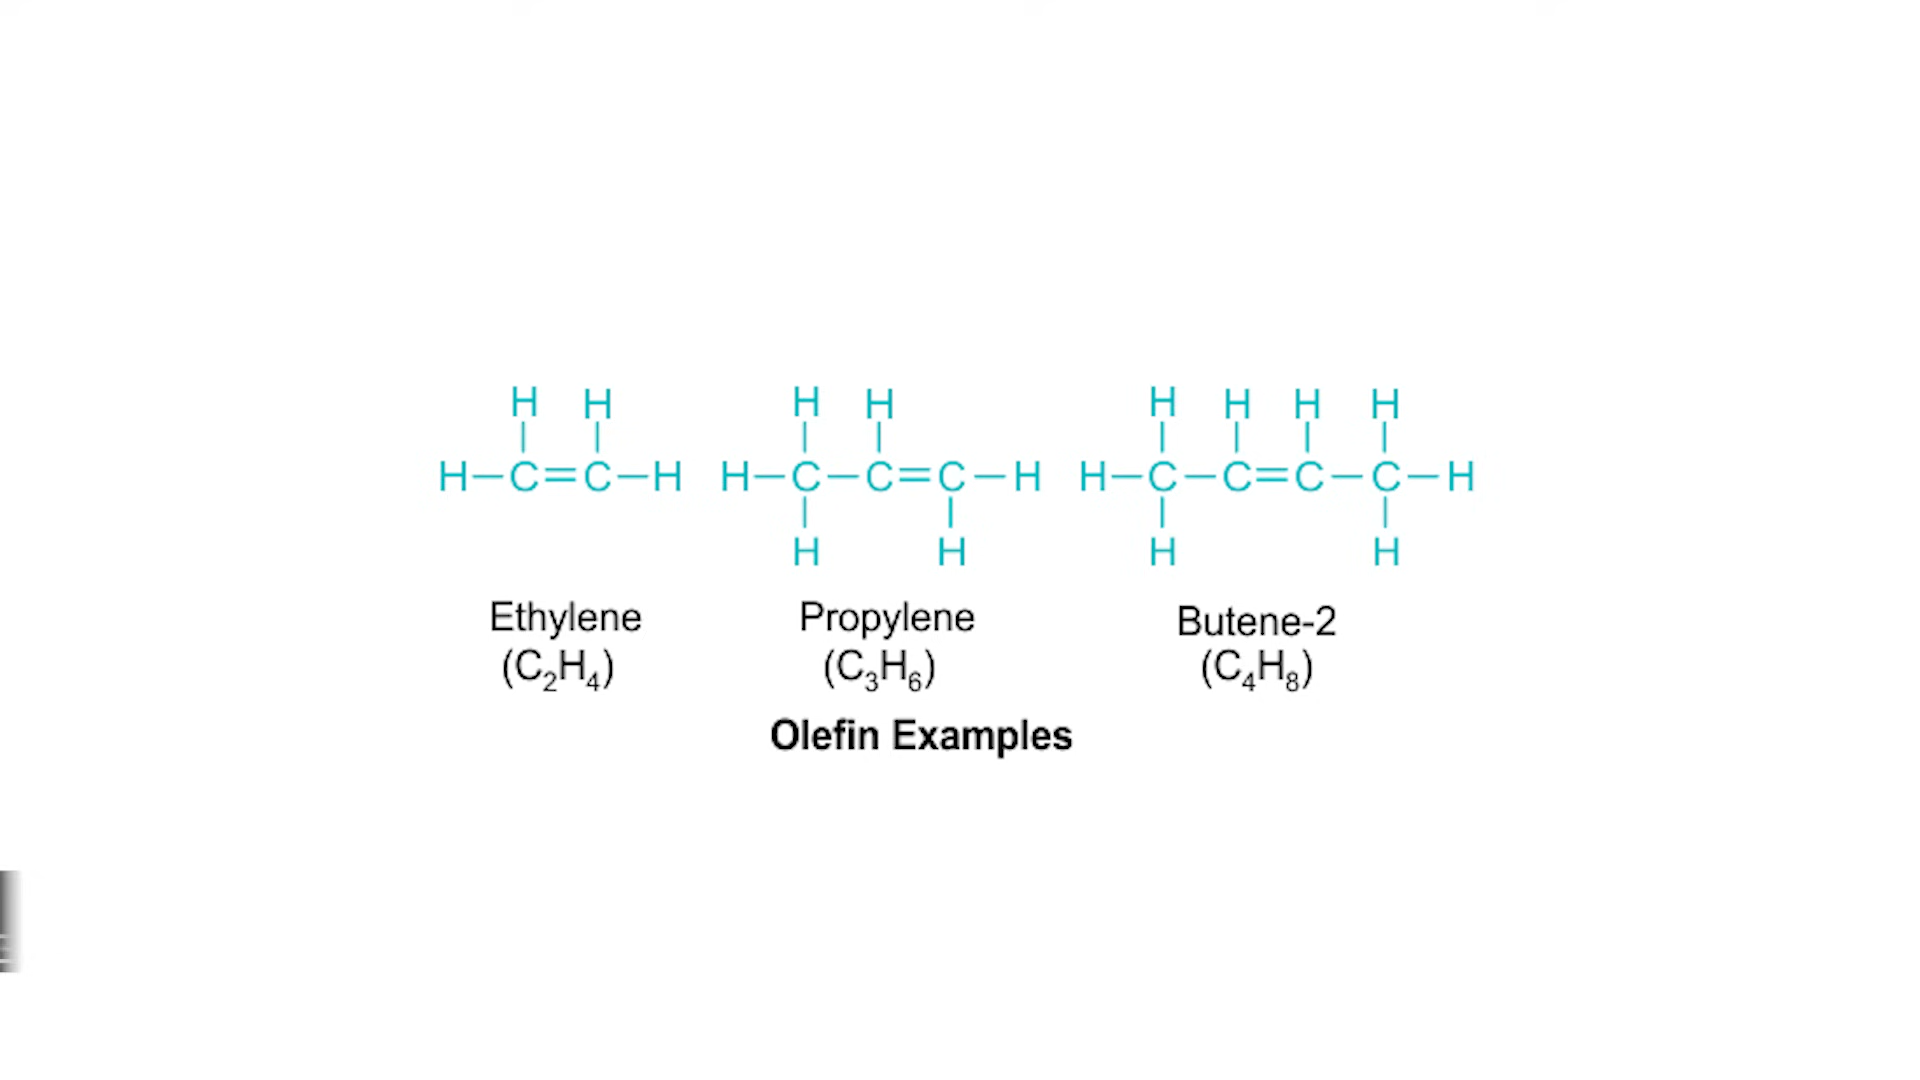 H H H H H H H H
H—C=C—H H—C—C=C—H H—C—C=C—C—H
H H H H
Ethylene Propylene Butene-2
(C₂H₄) (C₃H₆) (C₄H₈)
Olefin Examples